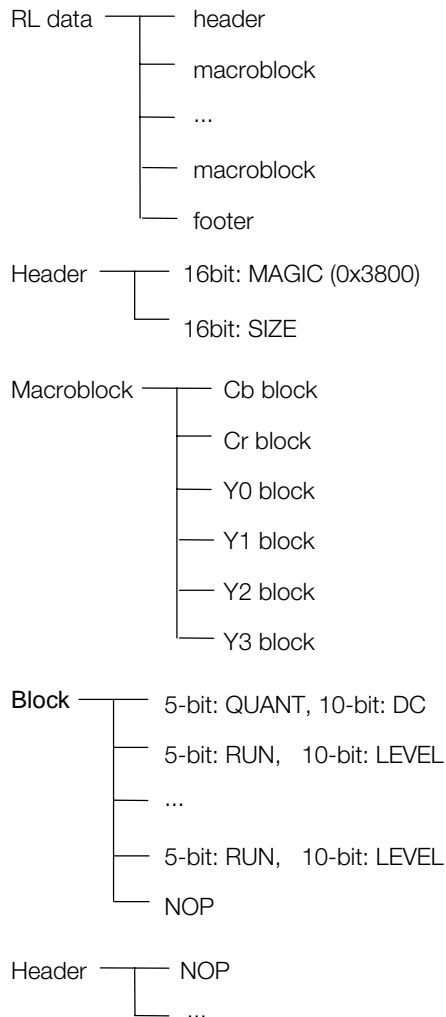 RL data header
macroblock
...
macroblock
footer
Header 16bit: MAGIC (0x3800)
16bit: SIZE
Macroblock Cb block
Cr block
Y0 block
Y1 block
Y2 block
Y3 block
Block 5-bit: QUANT, 10-bit: DC
5-bit: RUN, 10-bit: LEVEL
...
5-bit: RUN, 10-bit: LEVEL
NOP
Header NOP
...